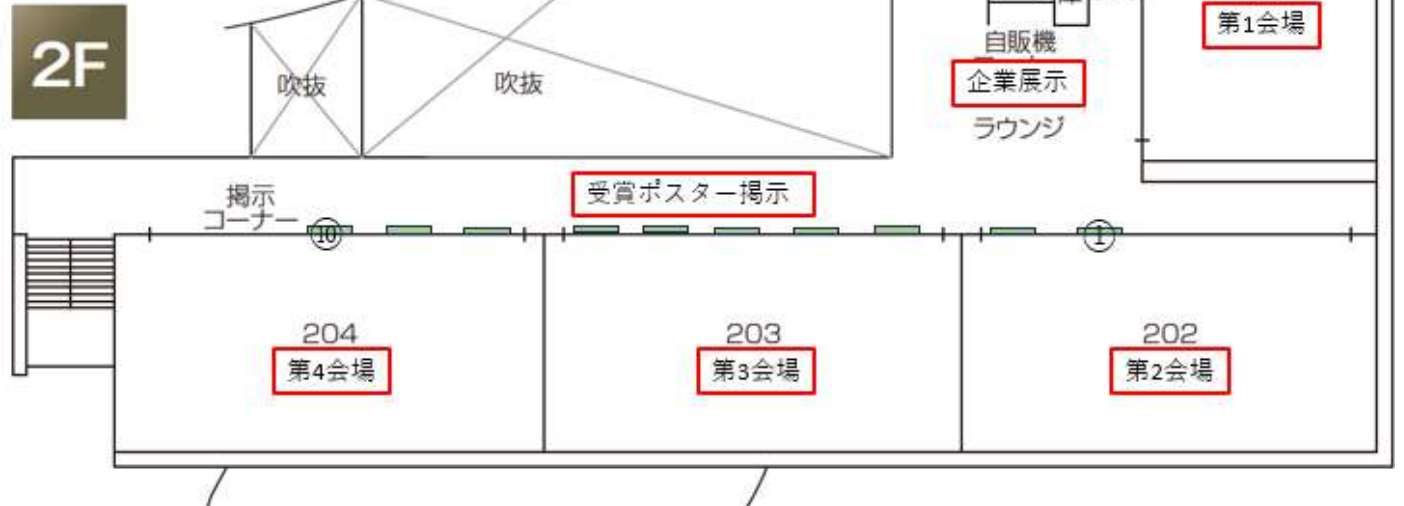 2F
吹抜
吹抜
自販機
企業展示
ラウンジ
第1会場
掲示
コーナー
受賞ポスター掲示
⑩
①
204
第4会場
203
第3会場
202
第2会場